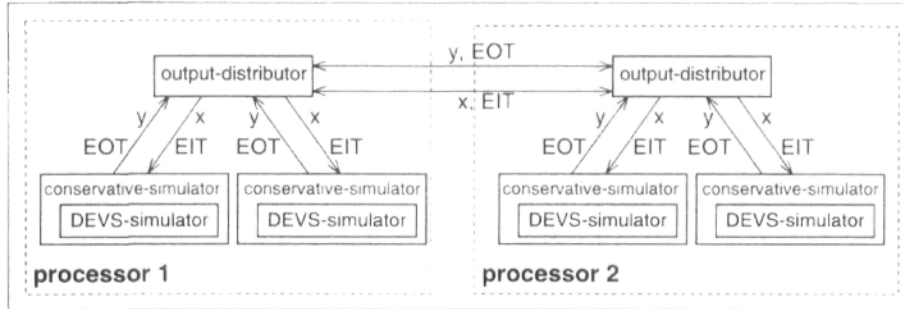 y, EOT
output-distributor
output-distributor
x, EIT
y x y x
y x y x
EOT EIT EOT EIT
EOT EIT EOT EIT
conservative-simulator conservative-simulator
conservative-simulator conservative-simulator
DEVS-simulator DEVS-simulator
DEVS-simulator DEVS-simulator
processor 1
processor 2